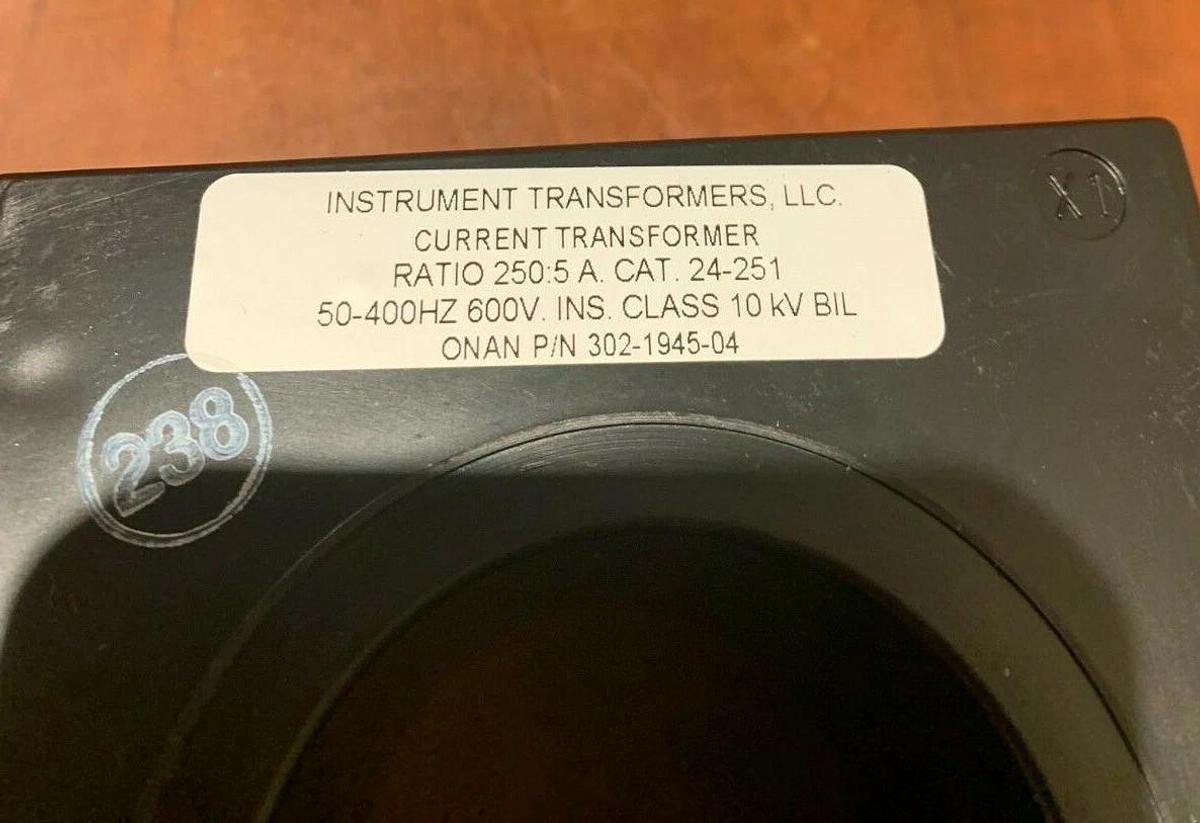 INSTRUMENT TRANSFORMERS, LLC.
CURRENT TRANSFORMER
RATIO 250:5 A. CAT. 24-251
50-400HZ 600V. INS. CLASS 10 kV BIL
ONAN P/N 302-1945-04
X1
238